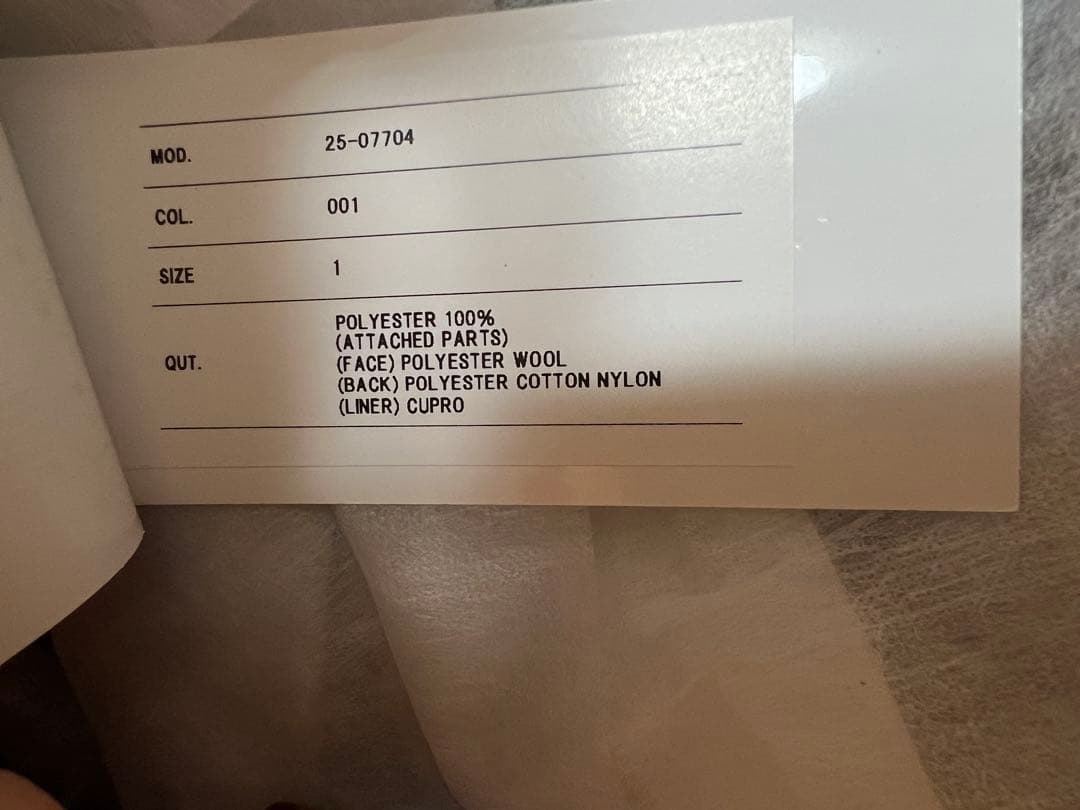 MOD. 25-07704
COL. 001
SIZE 1
QUT. POLYESTER 100%
(ATTACHED PARTS)
(FACE) POLYESTER WOOL
(BACK) POLYESTER COTTON NYLON
(LINER) CUPRO